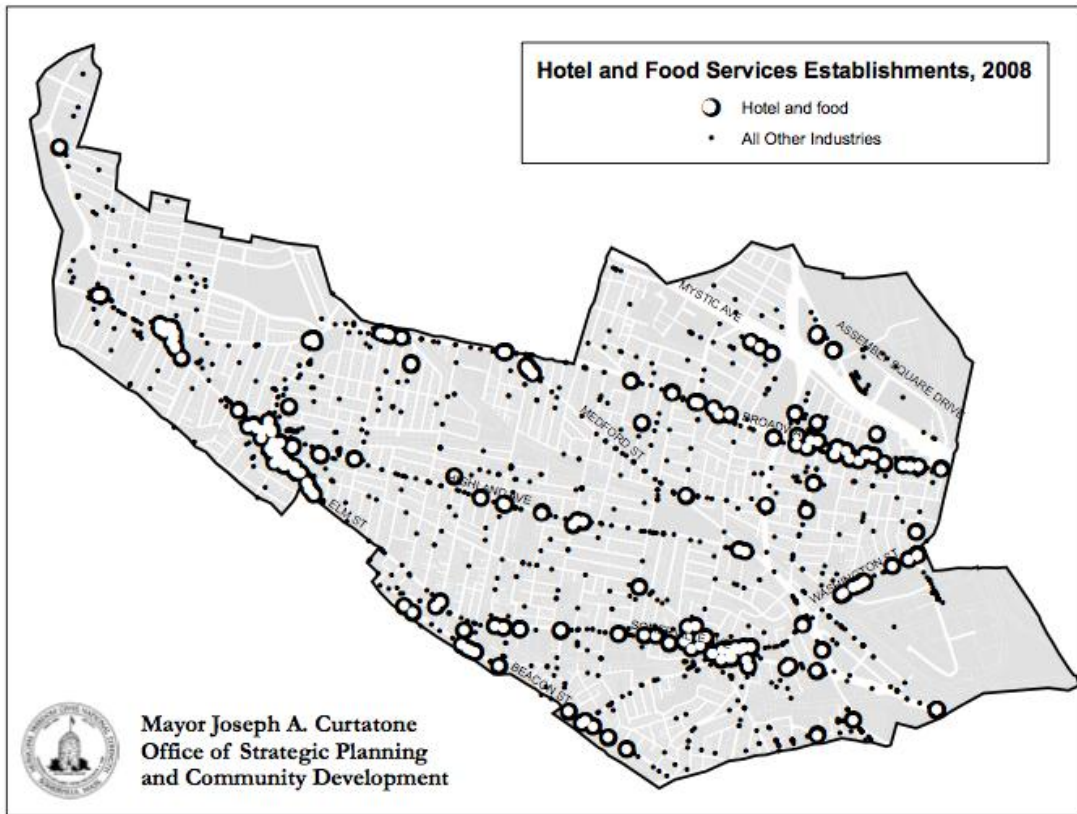 Hotel and Food Services Establishments, 2008
Hotel and food
All Other Industries
MYSTIC AVE
ASSEMBLY SQUARE DRIVE
BROADWAY
MEDFORD ST
HIGHLAND AVE
ELM ST
WASHINGTON ST
BEACON ST
Mayor Joseph A. Curtatone
Office of Strategic Planning
and Community Development